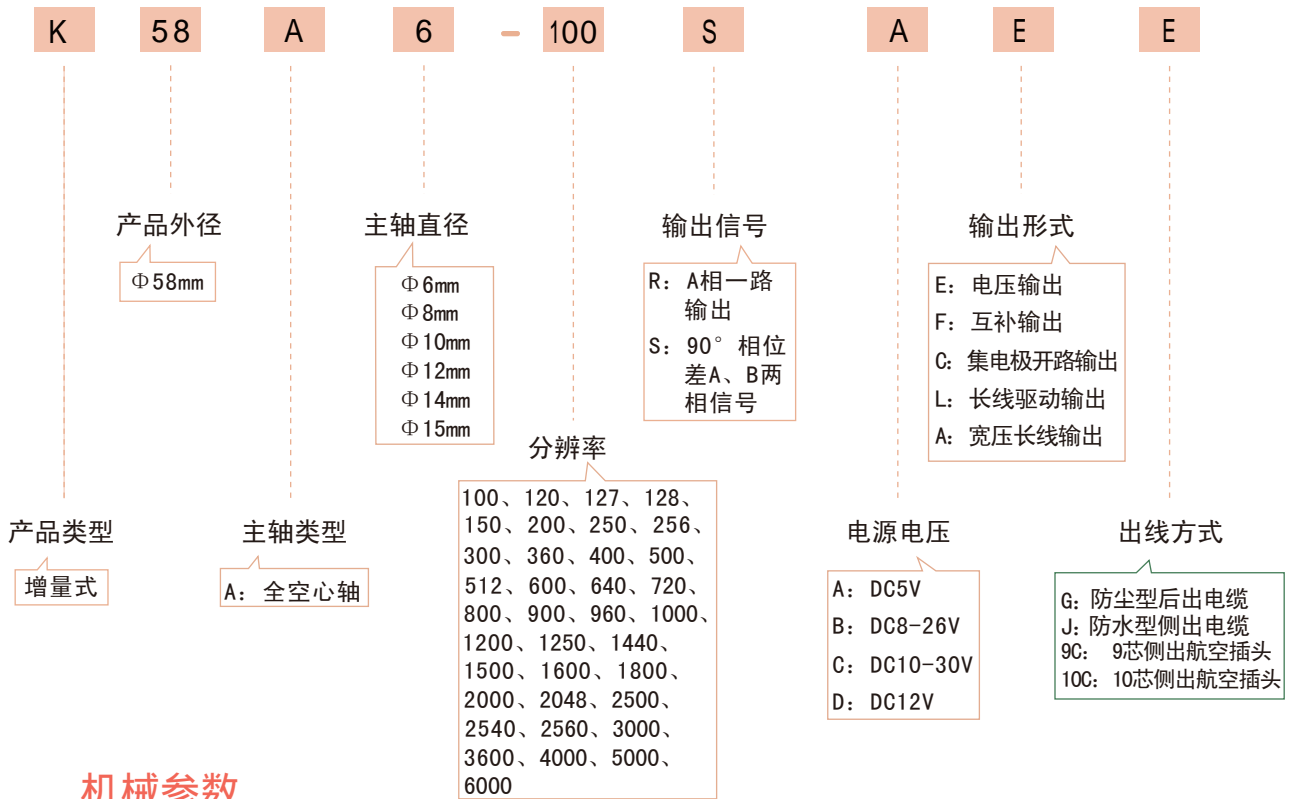 K 58 A 6 - 100 S A E E
产品外径
Φ58mm
主轴直径
Φ6mm
Φ8mm
Φ10mm
Φ12mm
Φ14mm
Φ15mm
输出信号
R: A相一路
输出
S: 90°相位
差A、B两
相信号
输出形式
E: 电压输出
F: 互补输出
C: 集电极开路输出
L: 长线驱动输出
A: 宽压长线输出
分辨率
100、120、127、128、
150、200、250、256、
300、360、400、500、
512、600、640、720、
800、900、960、1000、
1200、1250、1440、
1500、1600、1800、
2000、2048、2500、
2540、2560、3000、
3600、4000、5000、
6000
产品类型
增量式
主轴类型
A: 全空心轴
电源电压
A: DC5V
B: DC8-26V
C: DC10-30V
D: DC12V
出线方式
G: 防尘型后出电缆
J: 防水型侧出电缆
9C: 9芯侧出航空插头
10C: 10芯侧出航空插头
机械参数